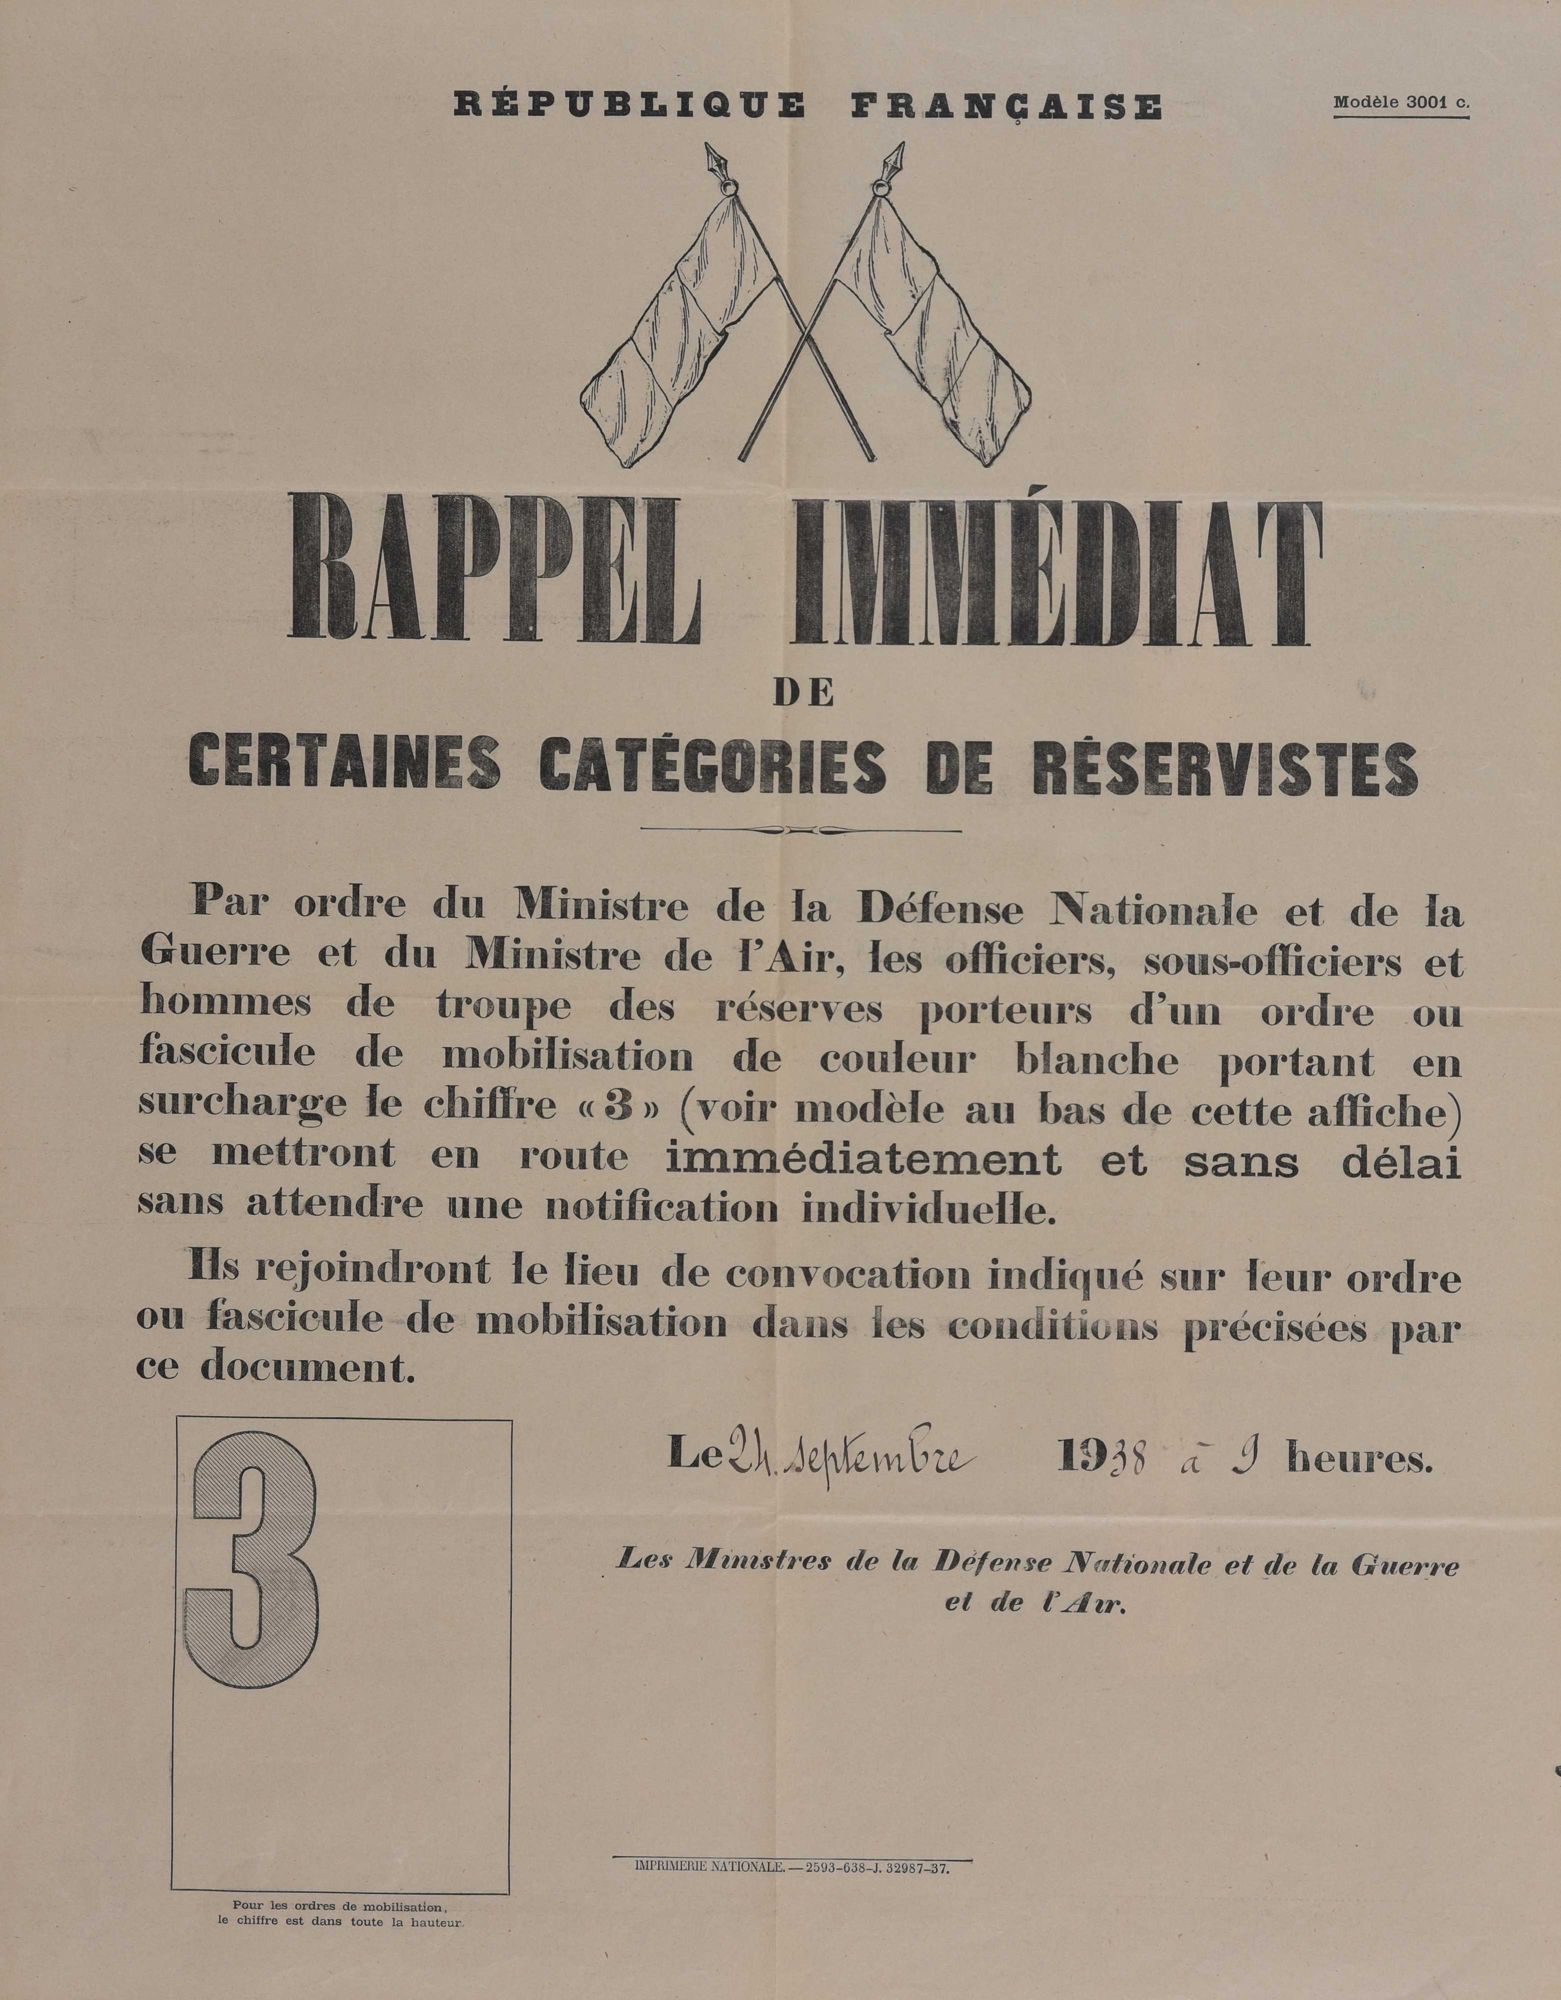 RÉPUBLIQUE FRANÇAISE
Modèle 3001 c.
RAPPEL IMMÉDIAT
DE
CERTAINES CATÉGORIES DE RÉSERVISTES
Par ordre du Ministre de la Défense Nationale et de la
Guerre et du Ministre de l'Air, les officiers, sous-officiers et
hommes de troupe des réserves porteurs d'un ordre ou
fascicule de mobilisation de couleur blanche portant en
surcharge le chiffre « 3 » (voir modèle au bas de cette affiche)
se mettront en route immédiatement et sans délai
sans attendre une notification individuelle.
Ils rejoindront le lieu de convocation indiqué sur leur ordre
ou fascicule de mobilisation dans les conditions précisées par
ce document.
3
Le 24 septembre 1938 à 9 heures.
Les Ministres de la Défense Nationale et de la Guerre
et de l'Air.
IMPRIMERIE NATIONALE. — 2593-638-J. 32987-37.
Pour les ordres de mobilisation,
le chiffre est dans toute la hauteur.